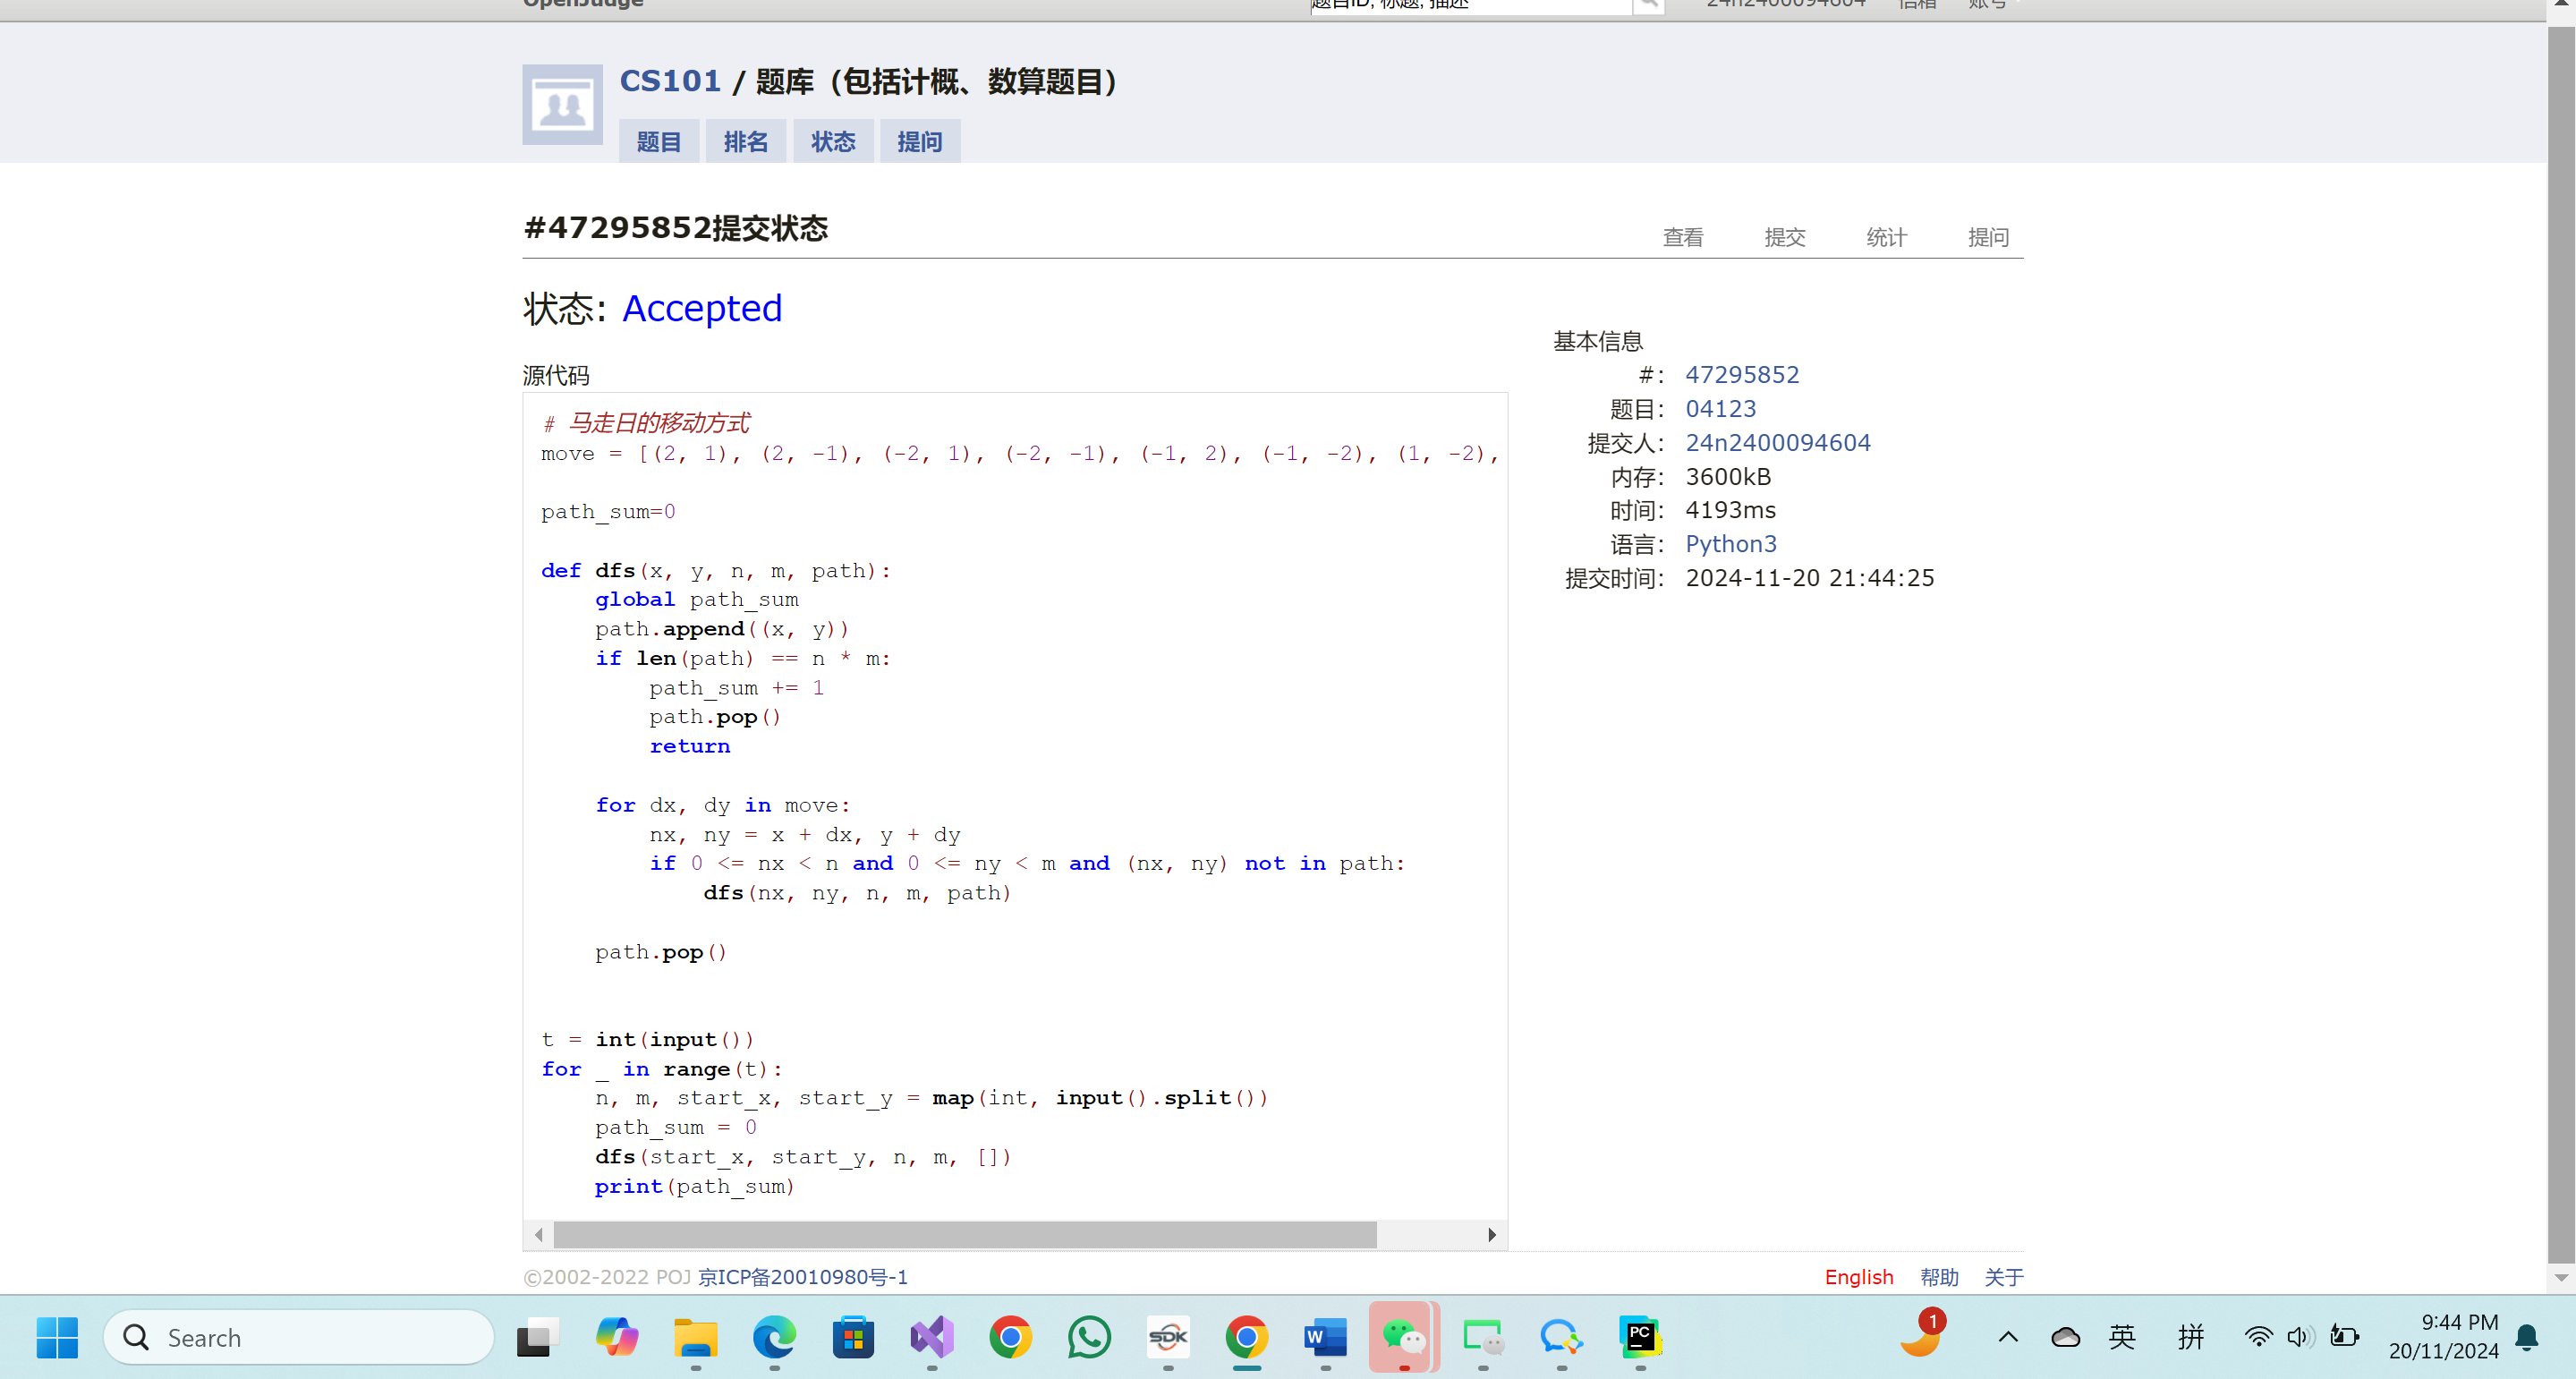 OpenJudge
题目ID, 标题, 描述
24n2400094604 信箱 账号
CS101 / 题库（包括计概、数算题目）
题目 排名 状态 提问
#47295852提交状态
查看 提交 统计 提问
状态: Accepted
源代码
# 马走日的移动方式
move = [(2, 1), (2, -1), (-2, 1), (-2, -1), (-1, 2), (-1, -2), (1, -2),
path_sum=0
def dfs(x, y, n, m, path):
    global path_sum
    path.append((x, y))
    if len(path) == n * m:
        path_sum += 1
        path.pop()
        return
    for dx, dy in move:
        nx, ny = x + dx, y + dy
        if 0 <= nx < n and 0 <= ny < m and (nx, ny) not in path:
            dfs(nx, ny, n, m, path)
    path.pop()
t = int(input())
for _ in range(t):
    n, m, start_x, start_y = map(int, input().split())
    path_sum = 0
    dfs(start_x, start_y, n, m, [])
    print(path_sum)
基本信息
#: 47295852
题目: 04123
提交人: 24n2400094604
内存: 3600kB
时间: 4193ms
语言: Python3
提交时间: 2024-11-20 21:44:25
©2002-2022 POJ 京ICP备20010980号-1
English 帮助 关于
Search
SDK
W
PC
1
英 拼
9:44 PM
20/11/2024